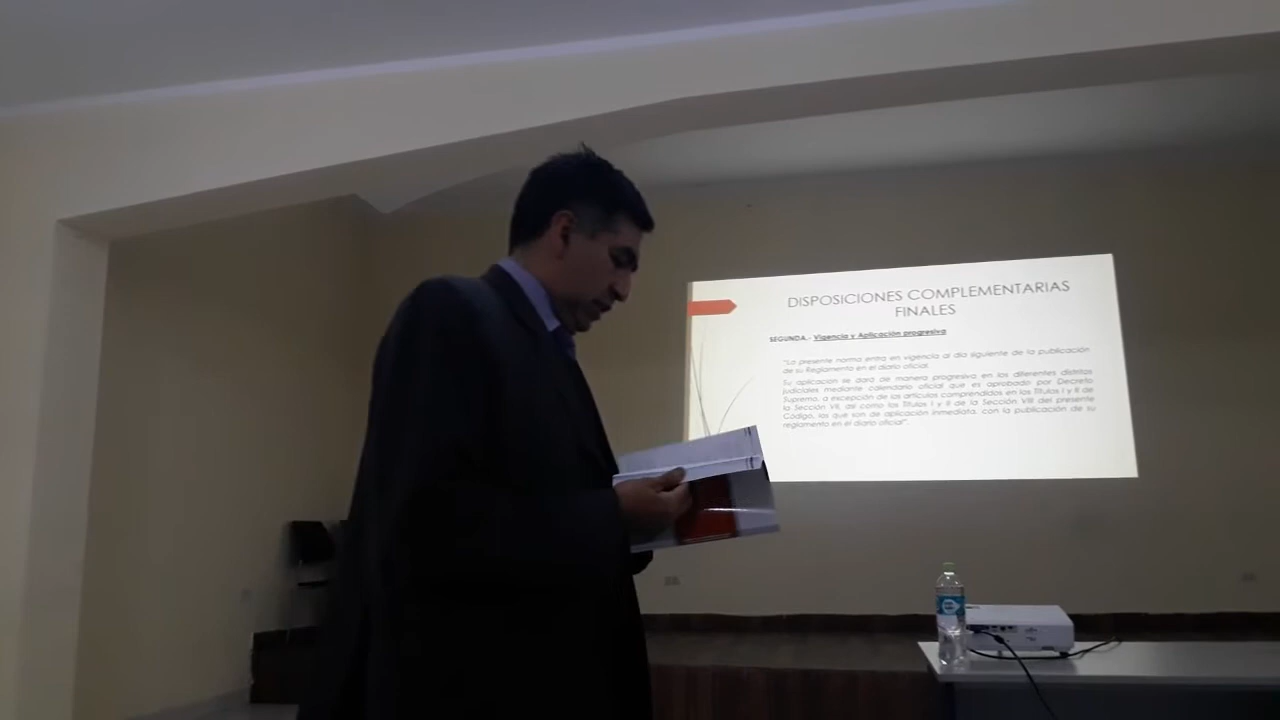 DISPOSICIONES COMPLEMENTARIAS
FINALES
SEGUNDA.- Vigencia y Aplicación progresiva
"La presente norma entra en vigencia al día siguiente de la publicación
de su Reglamento en el diario oficial.
Su aplicación se dará de manera progresiva en los diferentes distritos
judiciales mediante calendario oficial que es aprobado por Decreto
Supremo, a excepción de los artículos comprendidos en los Títulos I y II de
la Sección VII, así como los Títulos I y II de la Sección VIII del presente
Código, los que son de aplicación inmediata, con la publicación de su
reglamento en el diario oficial".